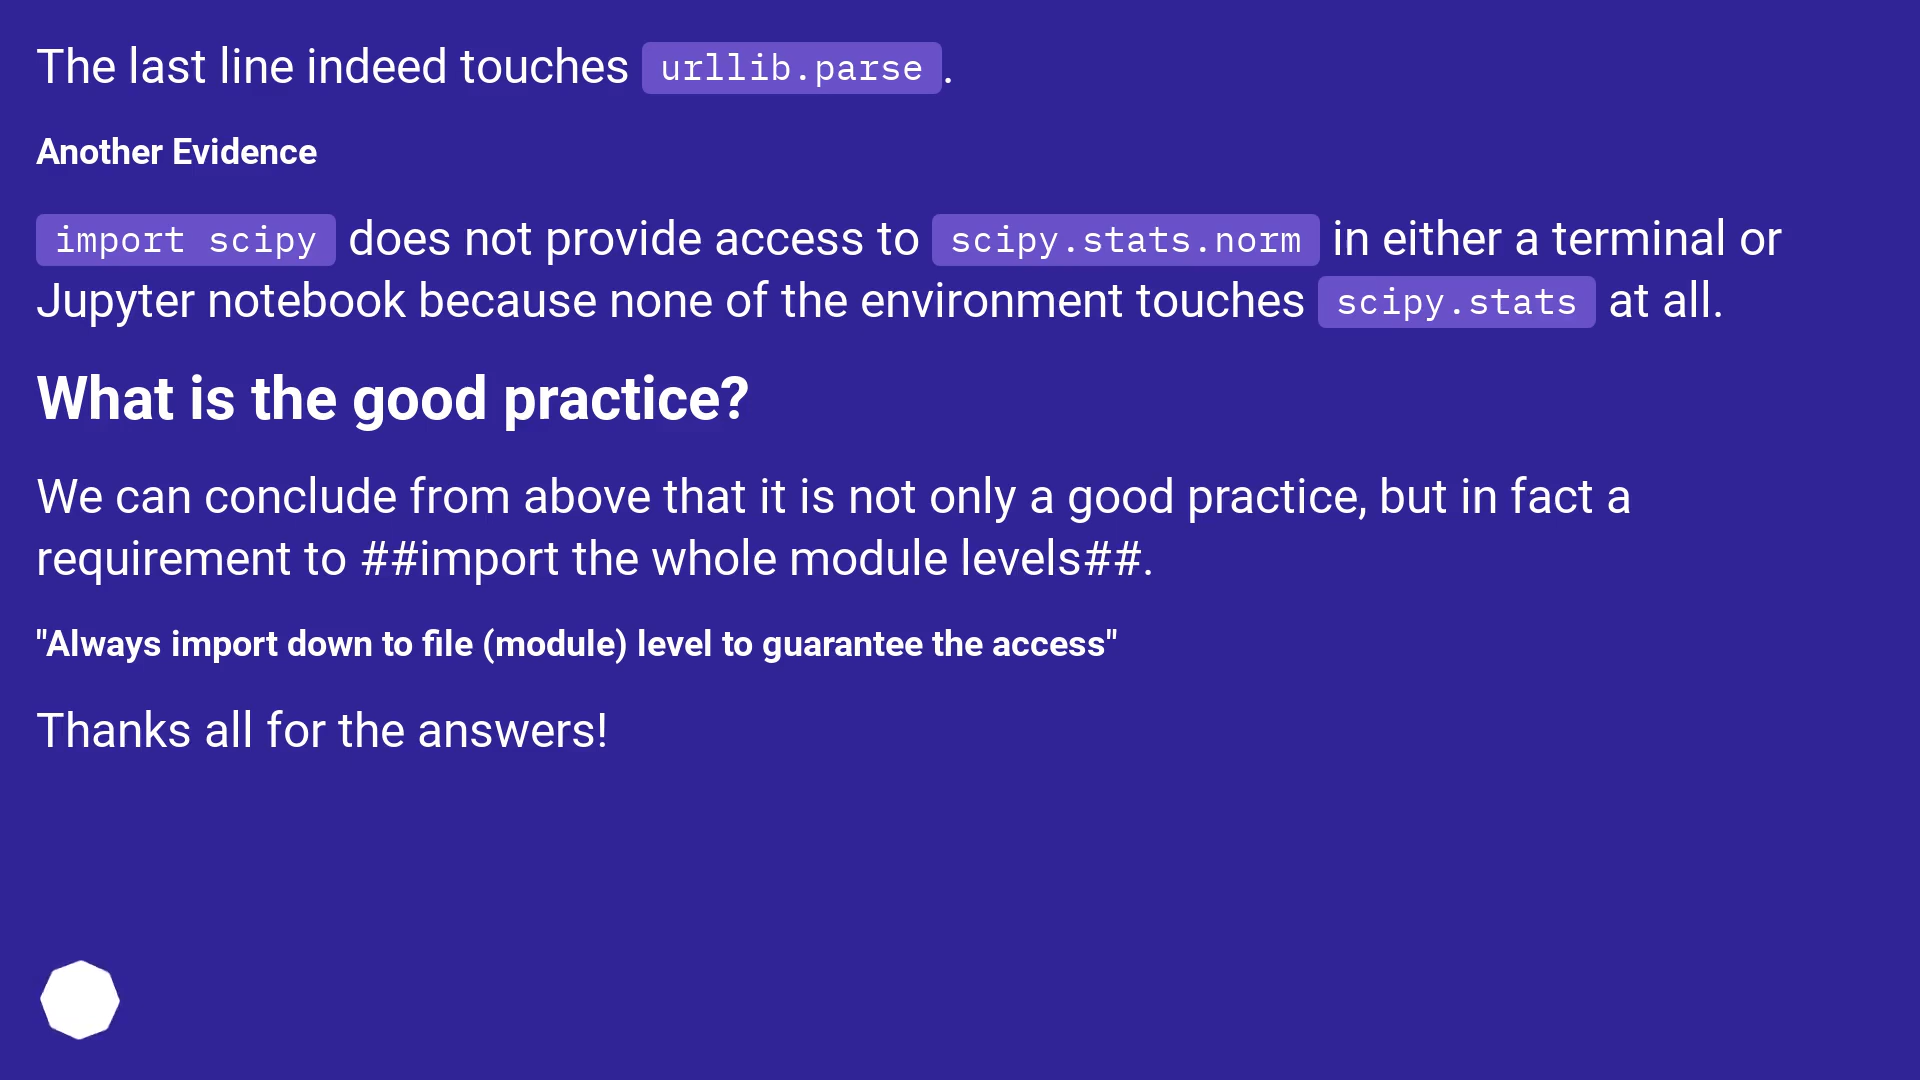 The last line indeed touches urllib.parse.
Another Evidence
import scipy does not provide access to scipy.stats.norm in either a terminal or
Jupyter notebook because none of the environment touches scipy.stats at all.
What is the good practice?
We can conclude from above that it is not only a good practice, but in fact a
requirement to ##import the whole module levels##.
"Always import down to file (module) level to guarantee the access"
Thanks all for the answers!